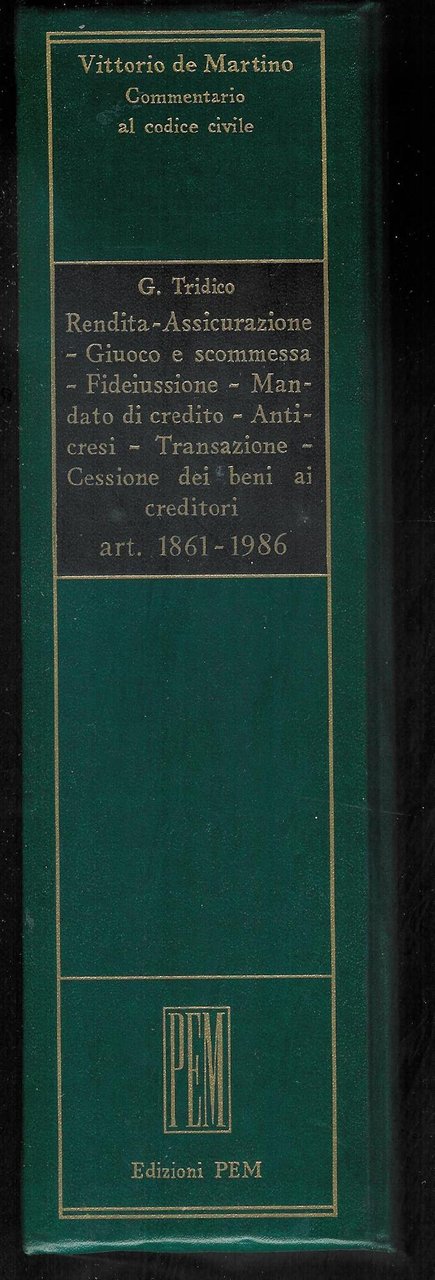 Vittorio de Martino
Commentario
al codice civile
G. Tridico
Rendita-Assicurazione
- Giuoco e scommessa
- Fideiussione - Man-
dato di credito - Anti-
cresi - Transazione -
Cessione dei beni ai
creditori
art. 1861-1986
PEM
Edizioni PEM